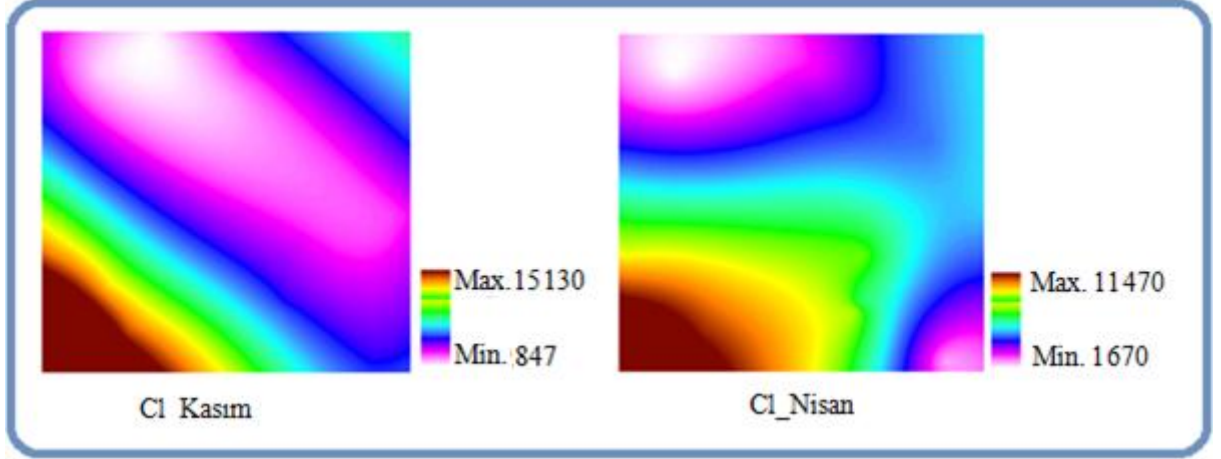 Max. 15130
Min. 847
Cl Kasım
Max. 11470
Min. 1670
Cl_Nisan